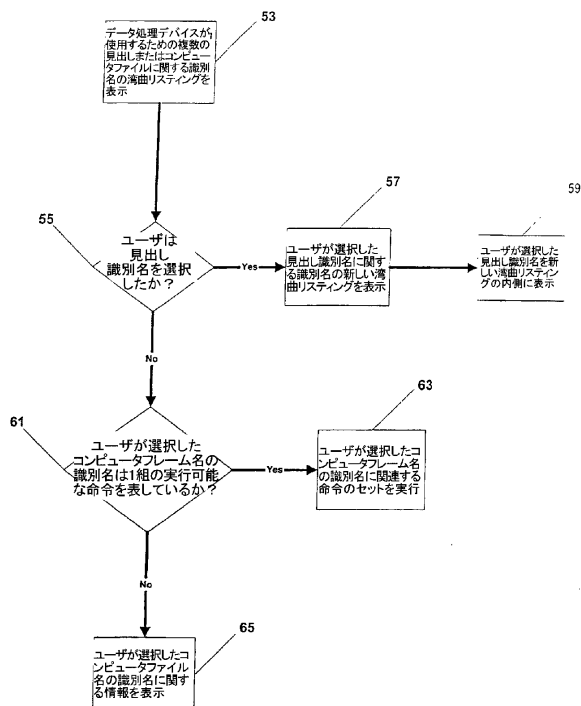 53
データ処理デバイスが
使用するための複数の
見出しまたはコンピュー
タファイルに関する識別
名の湾曲リスティングを
表示
55
ユーザは
見出し
識別名を選択
したか？
Yes
57
ユーザが選択した
見出し識別名に関す
る識別名の新しい湾
曲リスティングを表示
59
ユーザが選択した
見出し識別名を新
しい湾曲リスティン
グの内側に表示
No
61
ユーザが選択した
コンピュータフレーム名の
識別名は1組の実行可能
な命令を表しているか？
Yes
63
ユーザが選択したコ
ンピュータフレーム名
の識別名に関連する
命令のセットを実行
No
65
ユーザが選択したコ
ンピュータファイル
名の識別名に関す
る情報を表示